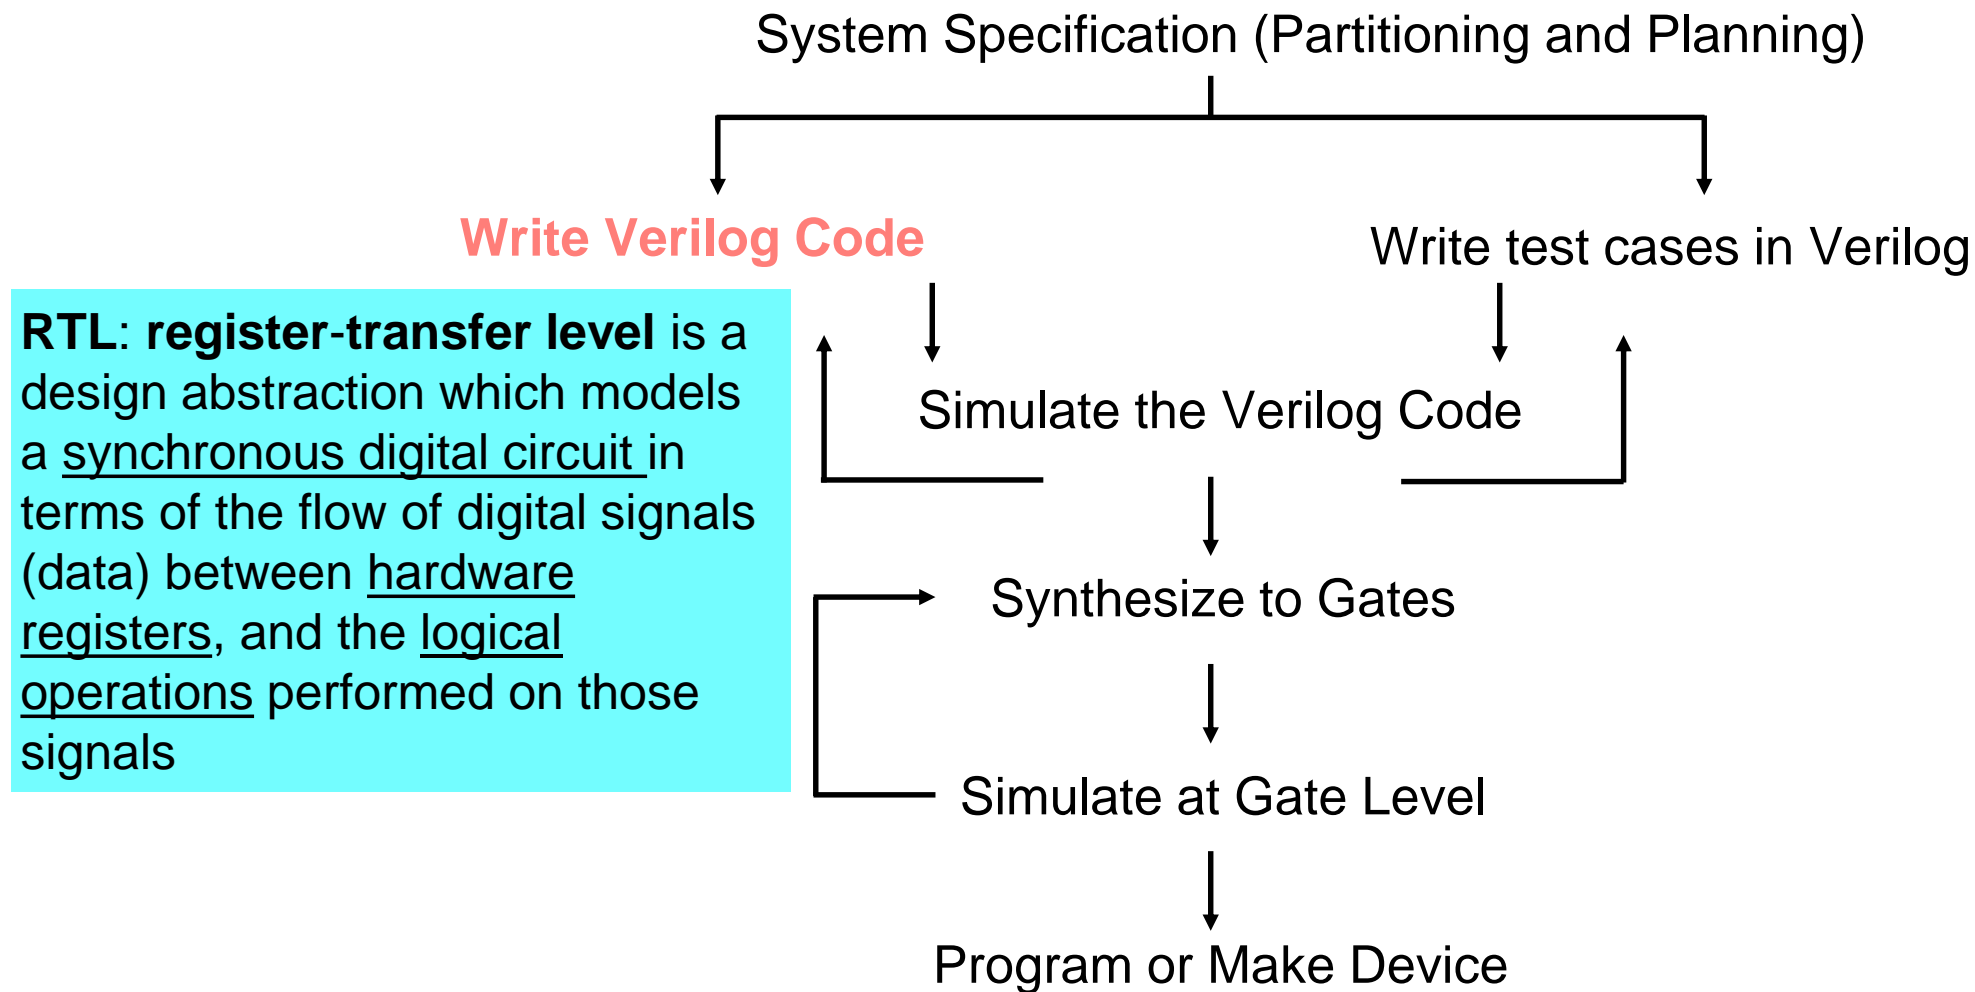 System Specification (Partitioning and Planning)
Write Verilog Code
Write test cases in Verilog
RTL: register-transfer level is a
design abstraction which models
a synchronous digital circuit in
terms of the flow of digital signals
(data) between hardware
registers, and the logical
operations performed on those
signals
Simulate the Verilog Code
Synthesize to Gates
Simulate at Gate Level
Program or Make Device